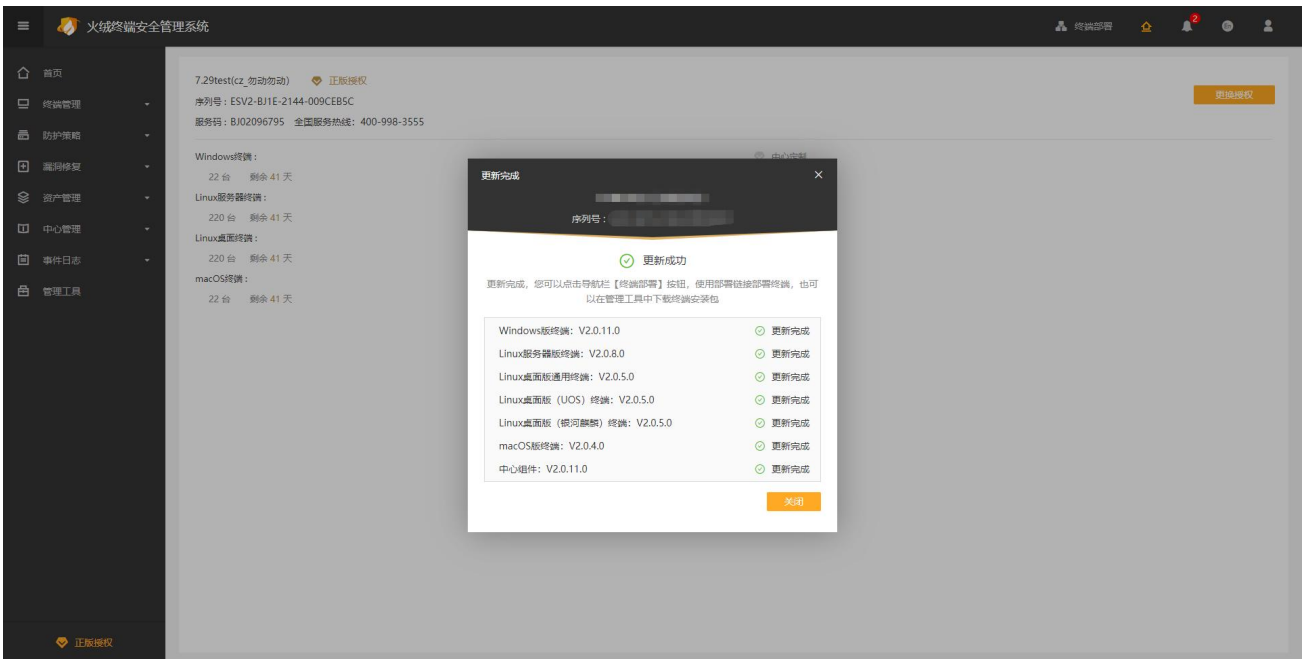 火绒终端安全管理系统
终端部署
2
首页
终端管理
防护策略
漏洞修复
资产管理
中心管理
事件日志
管理工具
正版授权
7.29test(cz_勿动勿动) 正版授权
更换授权
序列号：ESV2-BJ1E-2144-009CEB5C
服务码：BJ02096795 全国服务热线：400-998-3555
Windows终端：
22 台 剩余 41 天
Linux服务器终端：
220 台 剩余 41 天
Linux桌面终端：
220 台 剩余 41 天
macOS终端：
22 台 剩余 41 天
中心定制
更新完成
序列号：
更新成功
更新完成，您可以点击导航栏【终端部署】按钮，使用部署链接部署终端，也可
以在管理工具中下载终端安装包
Windows版终端：V2.0.11.0 更新完成
Linux服务器版终端：V2.0.8.0 更新完成
Linux桌面版通用终端：V2.0.5.0 更新完成
Linux桌面版（UOS）终端：V2.0.5.0 更新完成
Linux桌面版（银河麒麟）终端：V2.0.5.0 更新完成
macOS版终端：V2.0.4.0 更新完成
中心组件：V2.0.11.0 更新完成
关闭